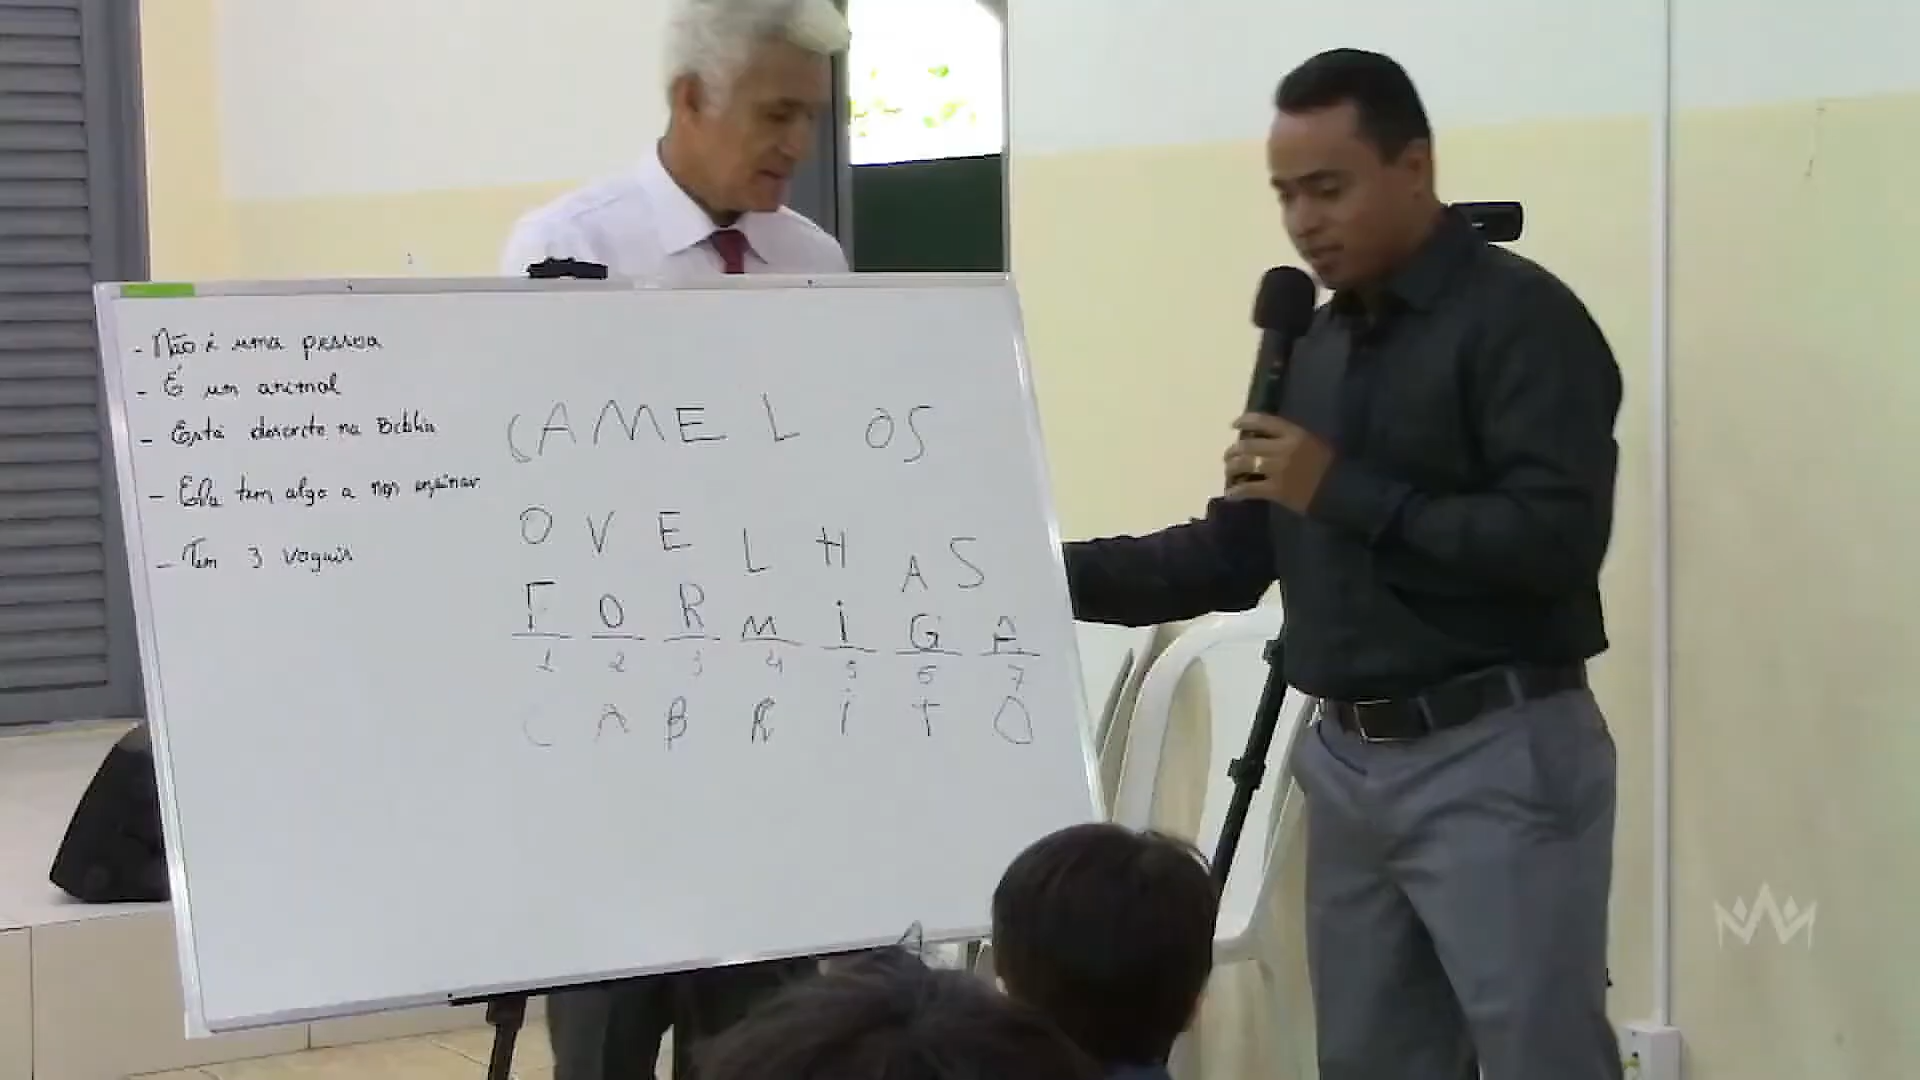 - Não é uma pessoa
- É um animal
- Está descrito na Bíblia
- Ela tem algo a nos ensinar
- Tem 3 vogais
CAMELOS
OVELHAS
FORMIGA
1 2 3 4 5 6 7
CABRITO